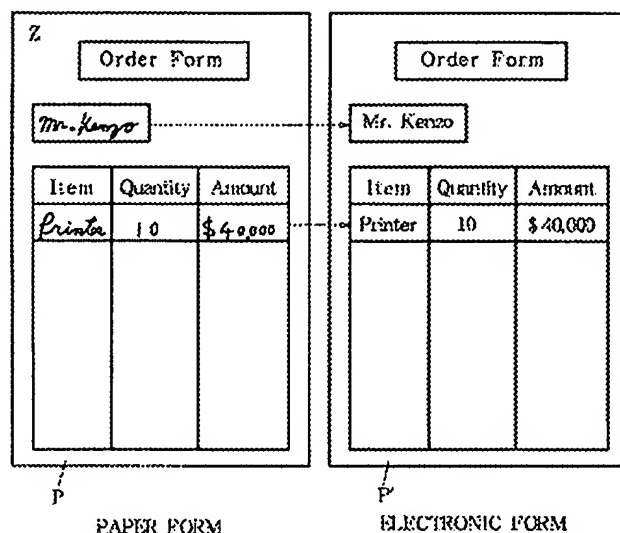 Z
Order Form
Mr. Kenzo
Item Quantity Amount
Printer 10 $40,000
P
PAPER FORM
Order Form
Mr. Kenzo
Item Quantity Amount
Printer 10 $40,000
P'
ELECTRONIC FORM